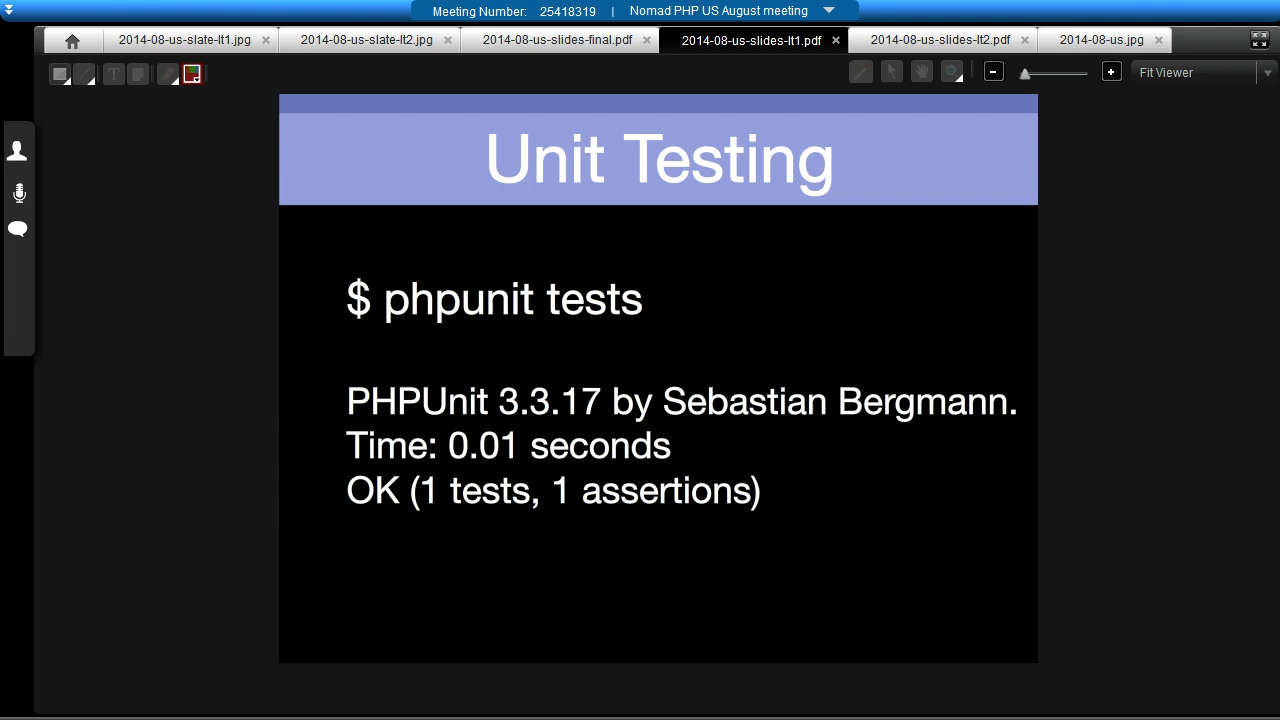 Meeting Number: 25418319 | Nomad PHP US August meeting
2014-08-us-slate-lt1.jpg 2014-08-us-slate-lt2.jpg 2014-08-us-slides-final.pdf 2014-08-us-slides-lt1.pdf 2014-08-us-slides-lt2.pdf 2014-08-us.jpg
T Fit Viewer
Unit Testing
$ phpunit tests
PHPUnit 3.3.17 by Sebastian Bergmann.
Time: 0.01 seconds
OK (1 tests, 1 assertions)